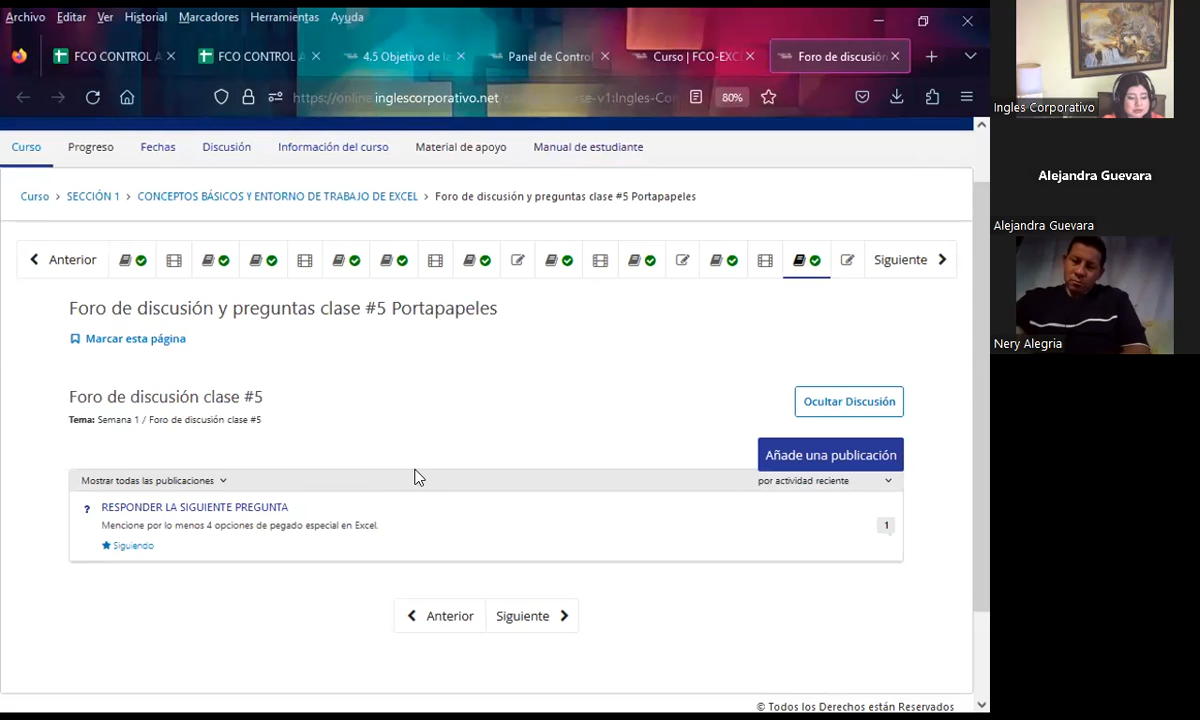 Archivo Editar Ver Historial Marcadores Herramientas Ayuda
FCO CONTROL A
FCO CONTROL A
4.5 Objetivo de la
Panel de Control
Curso | FCO-EXCE
Foro de discusión
https://online.inglescorporativo.net
80%
Curso Progreso Fechas Discusión Información del curso Material de apoyo Manual de estudiante
Curso > SECCIÓN 1 > CONCEPTOS BÁSICOS Y ENTORNO DE TRABAJO DE EXCEL > Foro de discusión y preguntas clase #5 Portapapeles
Anterior
Siguiente
Foro de discusión y preguntas clase #5 Portapapeles
Marcar esta página
Foro de discusión clase #5
Ocultar Discusión
Tema: Semana 1 / Foro de discusión clase #5
Añade una publicación
Mostrar todas las publicaciones
por actividad reciente
? RESPONDER LA SIGUIENTE PREGUNTA
Mencione por lo menos 4 opciones de pegado especial en Excel.
1
Siguiendo
Anterior
Siguiente
© Todos los Derechos están Reservados
Ingles Corporativo
Alejandra Guevara
Alejandra Guevara
Nery Alegria